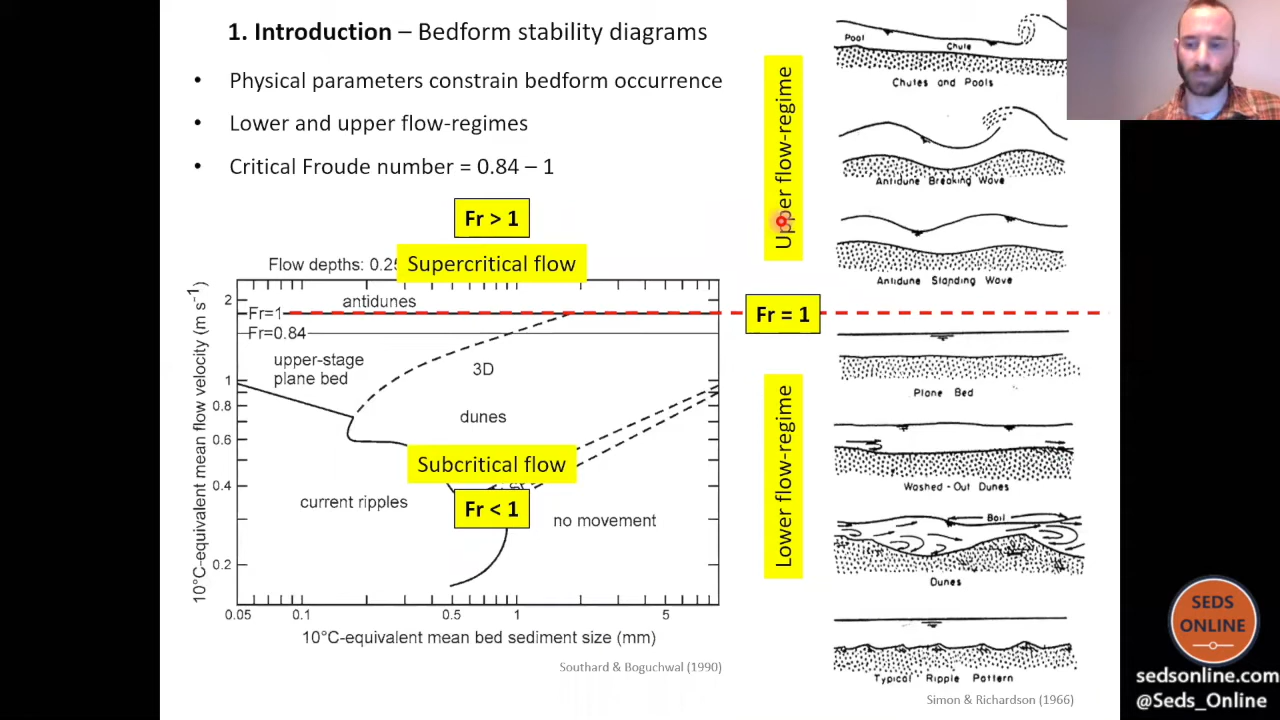 1. Introduction – Bedform stability diagrams
• Physical parameters constrain bedform occurrence
• Lower and upper flow-regimes
• Critical Froude number = 0.84 – 1
Fr > 1
Supercritical flow
Flow depths: 0.25
antidunes
Fr=1
Fr=0.84
upper-stage
plane bed
3D
dunes
Subcritical flow
Fr < 1
current ripples
no movement
10°C-equivalent mean flow velocity (m s-1)
2
1
0.8
0.6
0.4
0.2
0.05 0.1 0.5 1 5
10°C-equivalent mean bed sediment size (mm)
Southard & Boguchwal (1990)
Upper flow-regime
Fr = 1
Lower flow-regime
Pool
Chute
Chutes and Pools
Antidune Breaking Wave
Antidune Standing Wave
Plane Bed
Washed-Out Dunes
Boil
Dunes
Typical Ripple Pattern
Simon & Richardson (1966)
SEDS
ONLINE
sedsonline.com
@Seds_Online